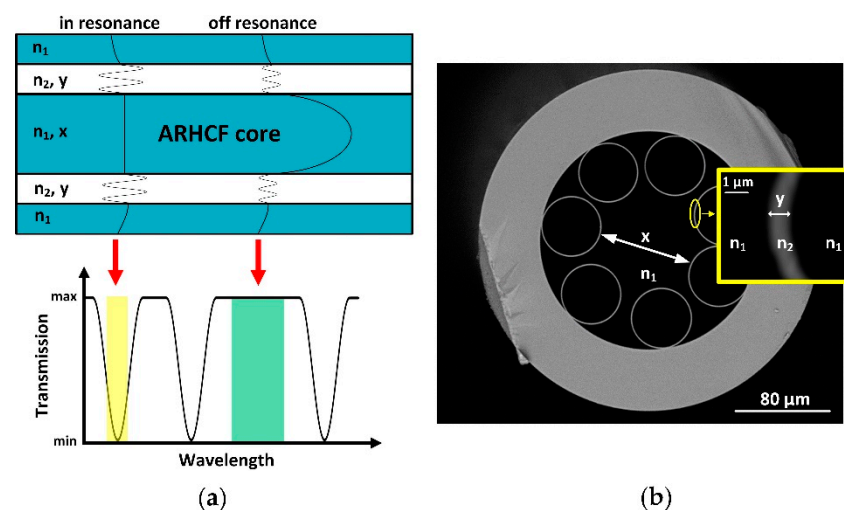 in resonance off resonance
n₁
n₂, y
n₁, x ARHCF core
n₂, y
n₁
max
min
Transmission
Wavelength
(a)
1 µm
y
n₁ n₂ n₁
x
n₁
80 µm
(b)